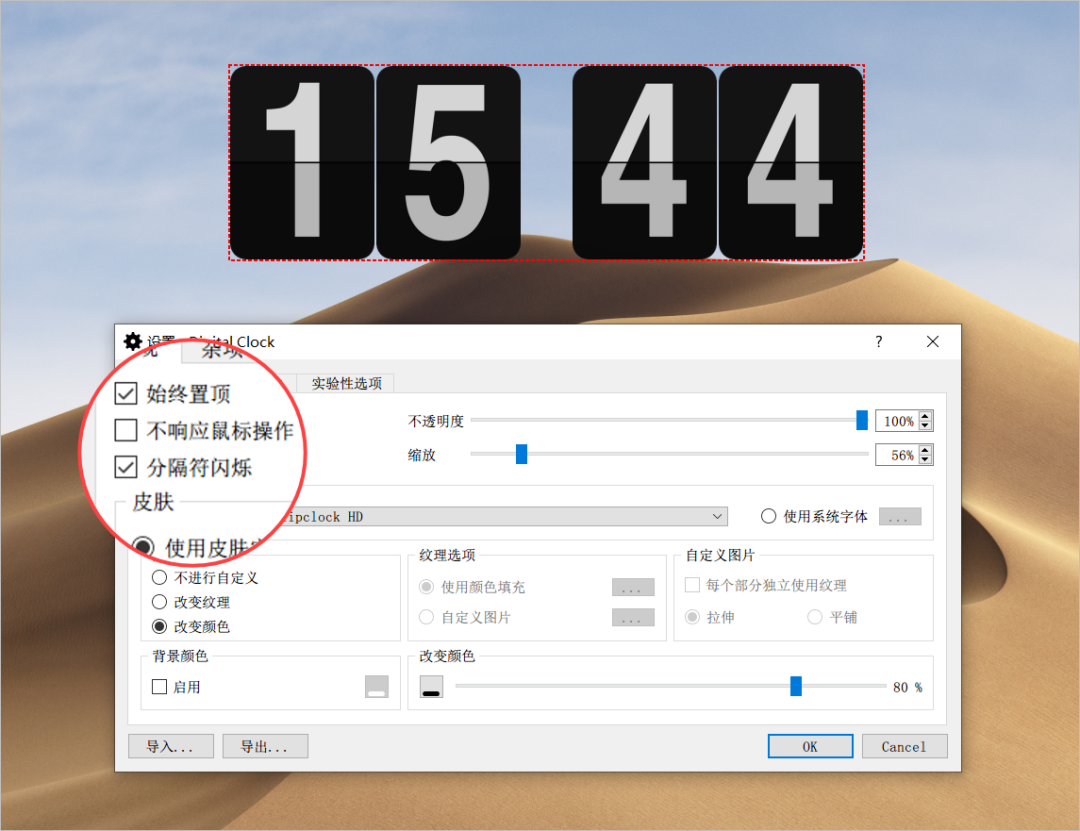 15 44
Digital Clock
?
杂项
实验性选项
始终置顶
不透明度
100%
不响应鼠标操作
缩放
56%
分隔符闪烁
皮肤
使用皮肤
ipclock HD
使用系统字体
...
不进行自定义
改变纹理
改变颜色
纹理选项
使用颜色填充
...
自定义图片
...
自定义图片
每个部分独立使用纹理
拉伸
平铺
背景颜色
启用
改变颜色
80 %
导入...
导出...
OK
Cancel